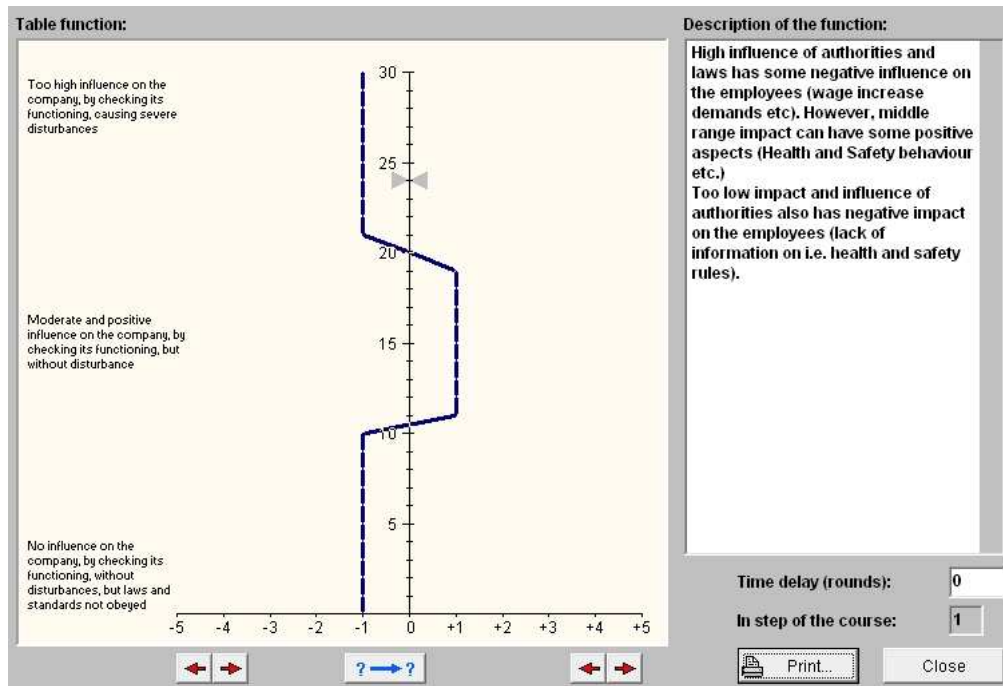 Table function:
Too high influence on the
company, by checking its
functioning, causing severe
disturbances
Moderate and positive
influence on the company, by
checking its functioning, but
without disturbance
No influence on the
company, by checking its
functioning, without
disturbances, but laws and
standards not obeyed
30
25
20
15
10
5
-5 -4 -3 -2 -1 0 +1 +2 +3 +4 +5
? ?
Description of the function:
High influence of authorities and
laws has some negative influence on
the employees (wage increase
demands etc). However, middle
range impact can have some positive
aspects (Health and Safety behaviour
etc.)
Too low impact and influence of
authorities also has negative impact
on the employees (lack of
information on i.e. health and safety
rules).
Time delay (rounds): 0
In step of the course: 1
Print... Close